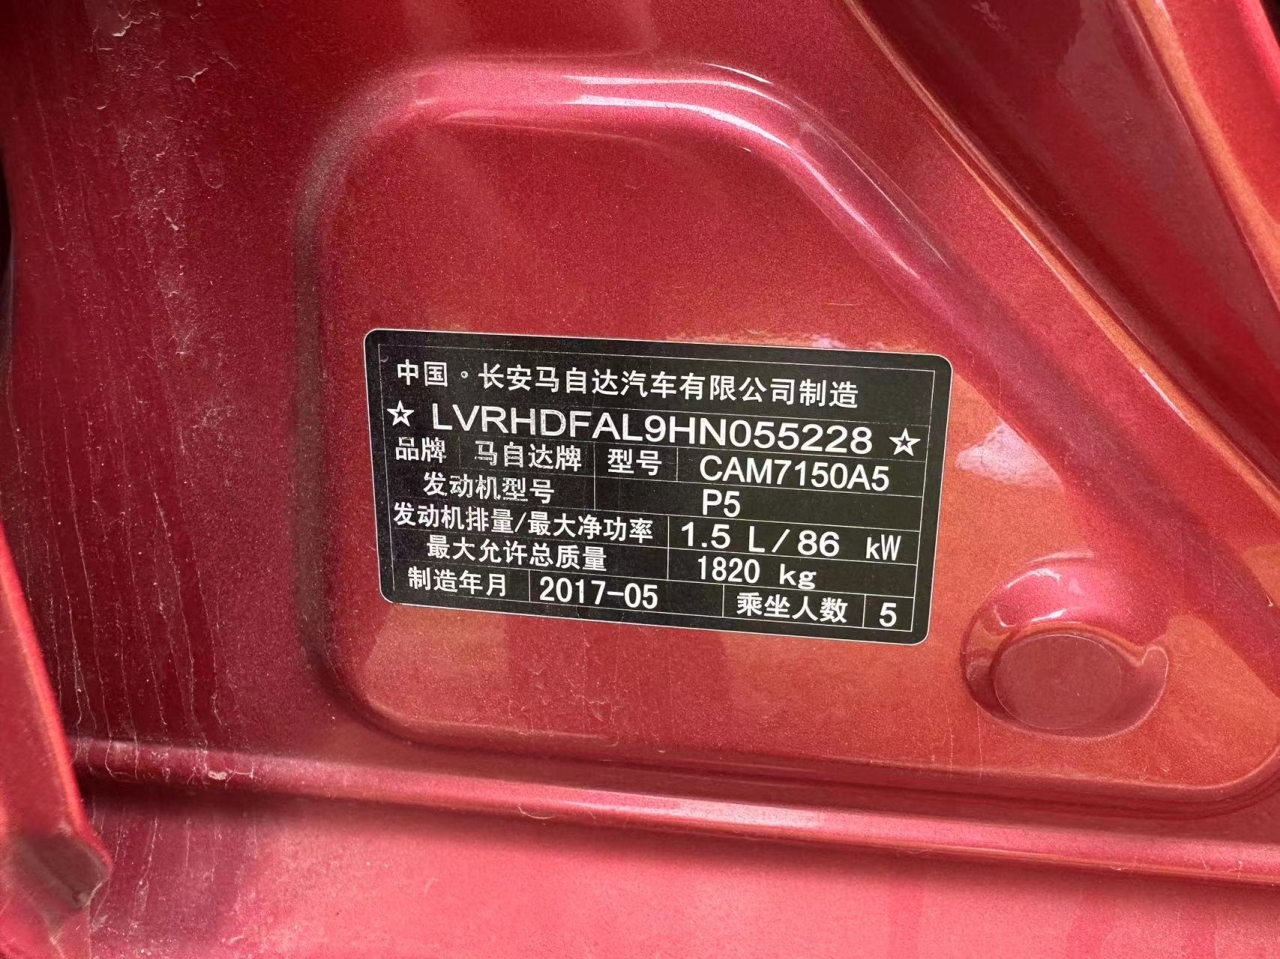 中国。长安马自达汽车有限公司制造
☆ LVRHDFAL9HN055228 ☆
品牌 马自达牌 型号 CAM7150A5
发动机型号 P5
发动机排量/最大净功率 1.5 L/86 kW
最大允许总质量 1820 kg
制造年月 2017-05 乘坐人数 5